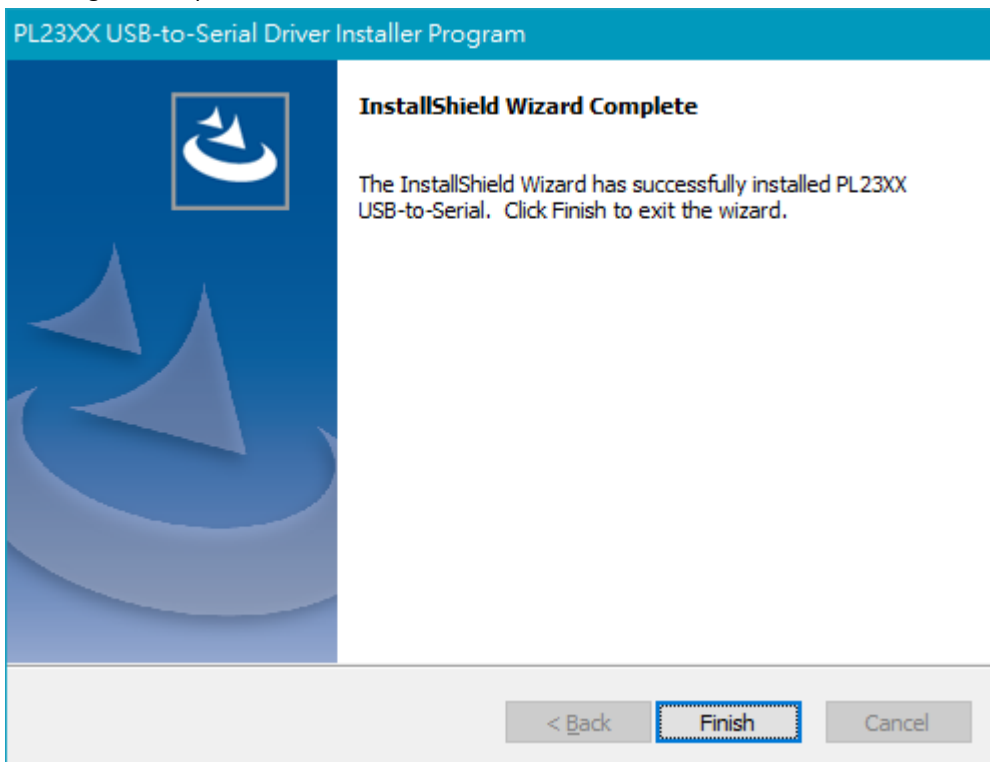 PL23XX USB-to-Serial Driver Installer Program
InstallShield Wizard Complete
The InstallShield Wizard has successfully installed PL23XX
USB-to-Serial. Click Finish to exit the wizard.
< Back Finish Cancel